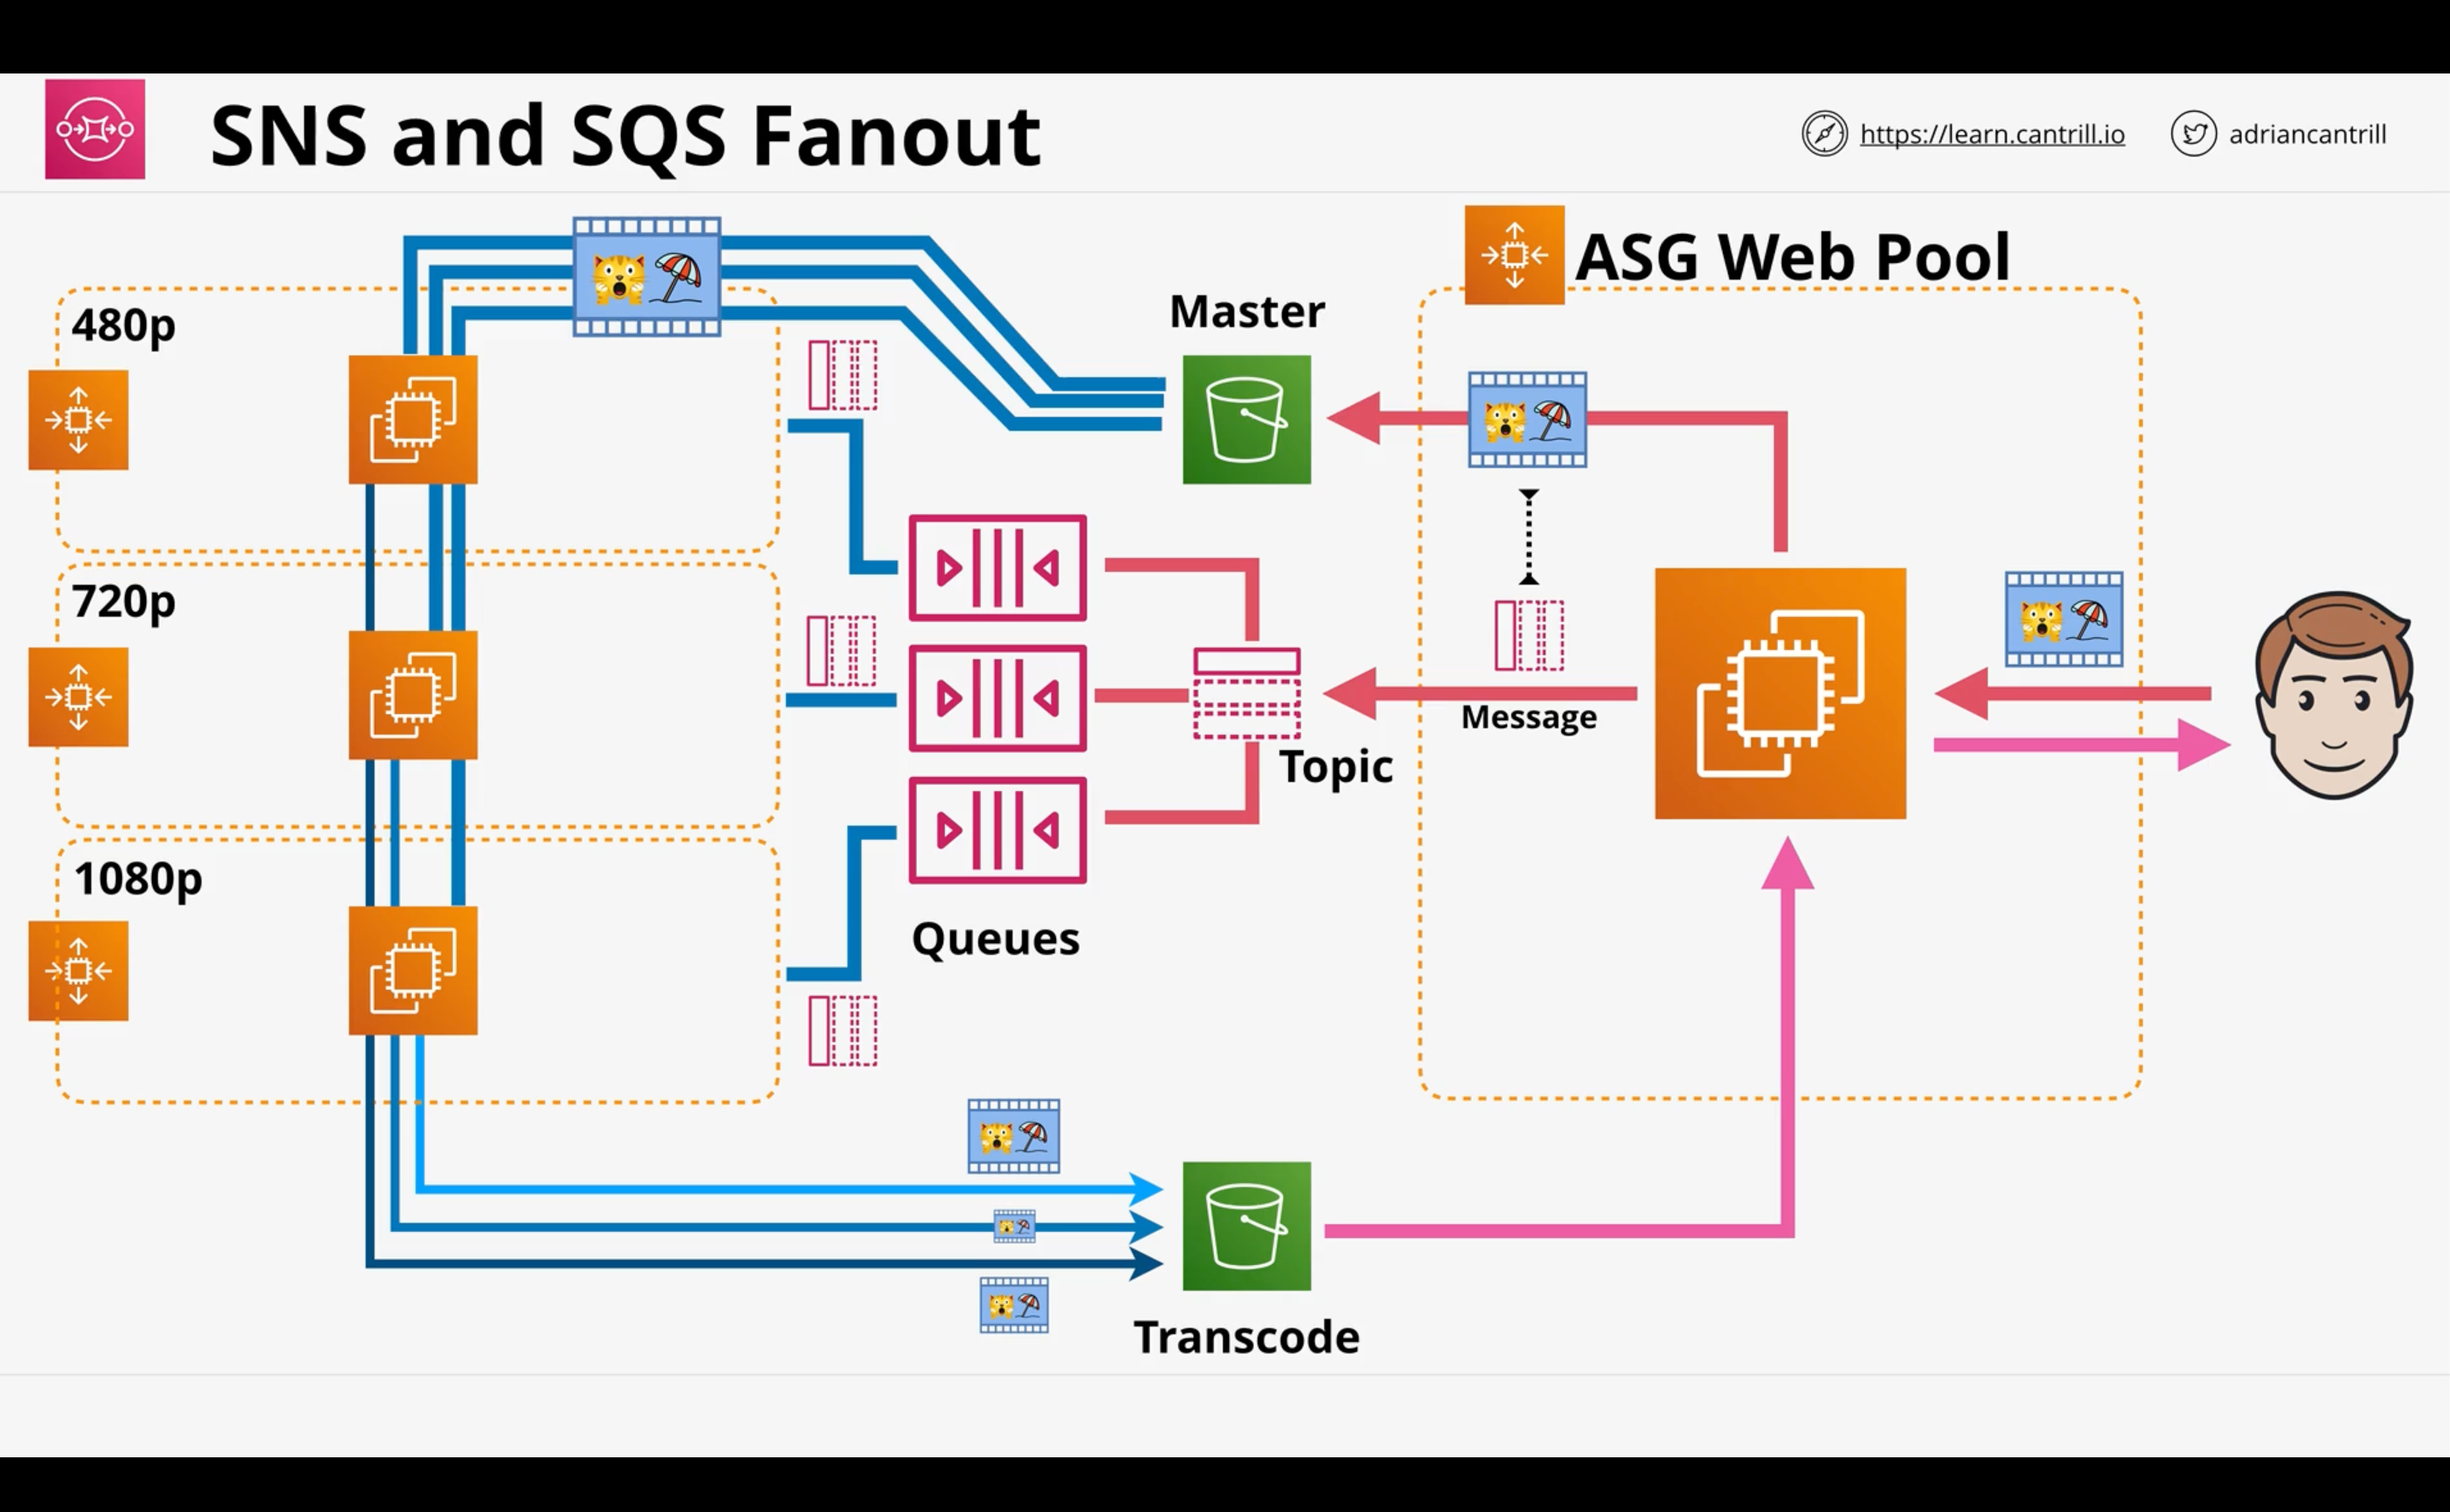 SNS and SQS Fanout
https://learn.cantrill.io
adriancantrill
ASG Web Pool
480p
Master
720p
Message
Topic
1080p
Queues
Transcode